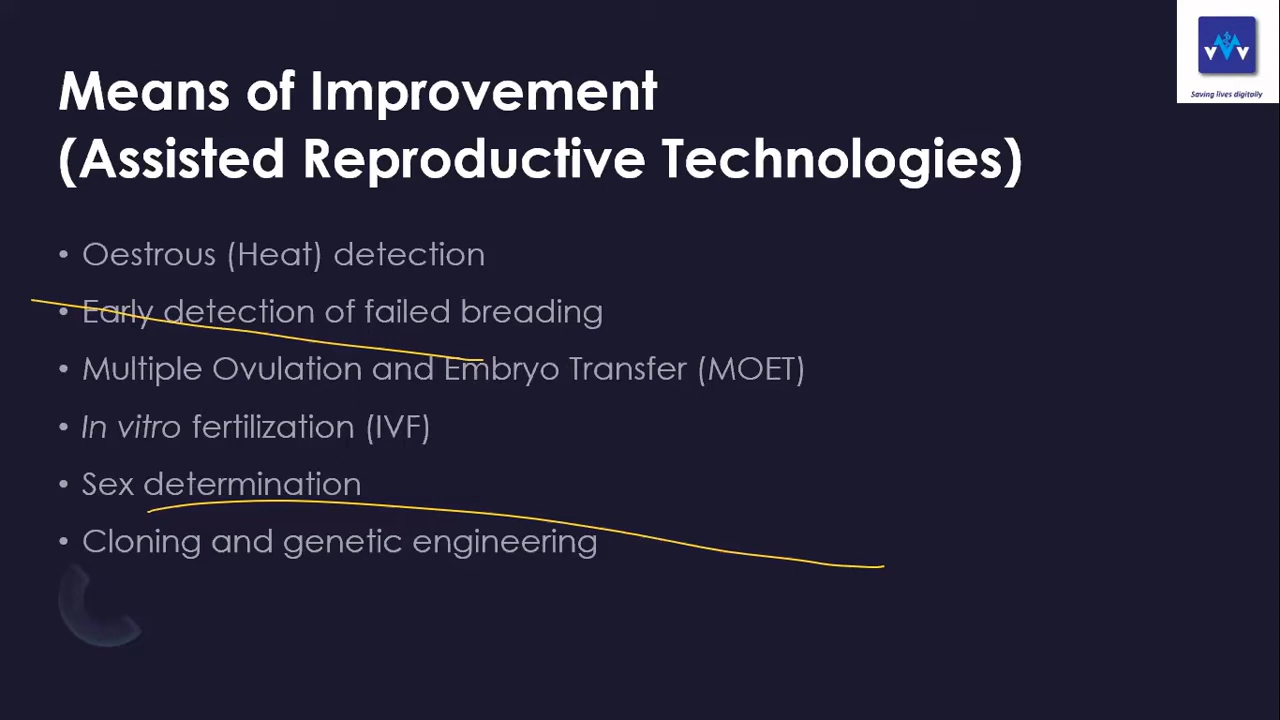 Means of Improvement
(Assisted Reproductive Technologies)
• Oestrous (Heat) detection
• Early detection of failed breading
• Multiple Ovulation and Embryo Transfer (MOET)
• In vitro fertilization (IVF)
• Sex determination
• Cloning and genetic engineering
VVV
Saving lives digitally